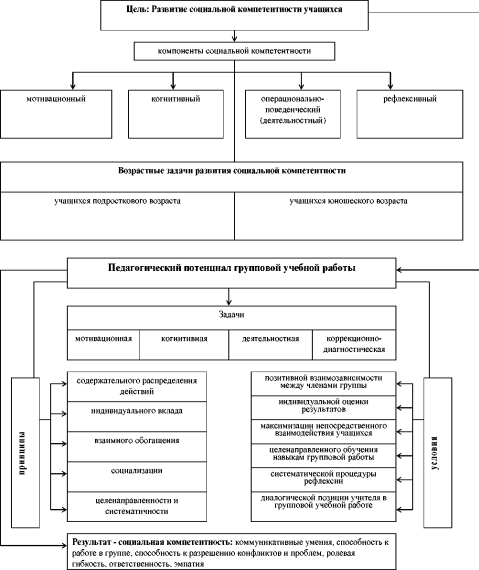 Цель: Развитие социальной компетентности учащихся
компоненты социальной компетентности
мотивационный
когнитивный
операционально-
поведенческий
(деятельностный)
рефлексивный
Возрастные задачи развития социальной компетентности
учащихся подросткового возраста
учащихся юношеского возраста
Педагогический потенциал групповой учебной работы
Задачи
мотивационная
когнитивная
деятельностная
коррекционно-
диагностическая
принципы
содержательного распределения
действий
индивидуального вклада
взаимного обогащения
социализации
целенаправленности и
систематичности
позитивной взаимозависимости
между членами группы
индивидуальной оценки
результатов
максимизации непосредственного
взаимодействия учащихся
целенаправленного обучения
навыкам групповой работы
систематической процедуры
рефлексии
диалогической позиции учителя в
групповой учебной работе
условия
Результат - социальная компетентность: коммуникативные умения, способность к
работе в группе, способность к разрешению конфликтов и проблем, ролевая
гибкость, ответственность, эмпатия